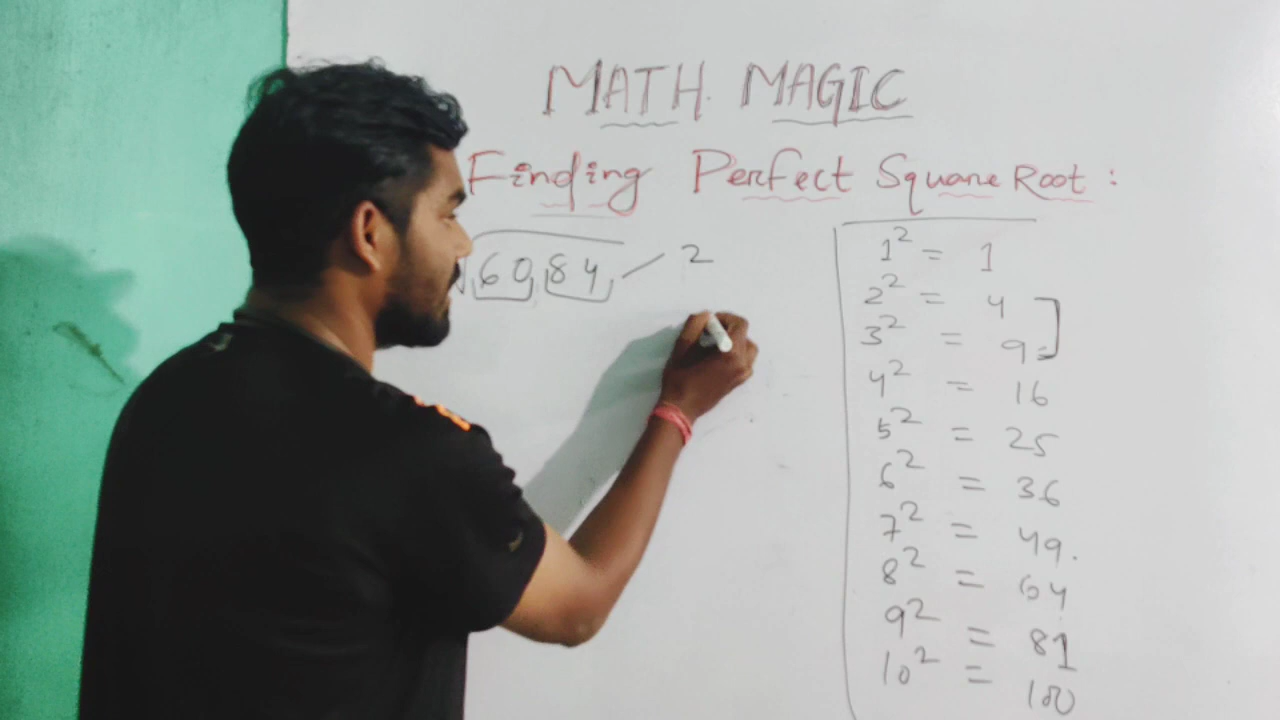 MATH MAGIC
Finding Perfect Square Root :
√6084 2
1² = 1
2² = 4
3² = 9
4² = 16
5² = 25
6² = 36
7² = 49.
8² = 64
9² = 81
10² = 100